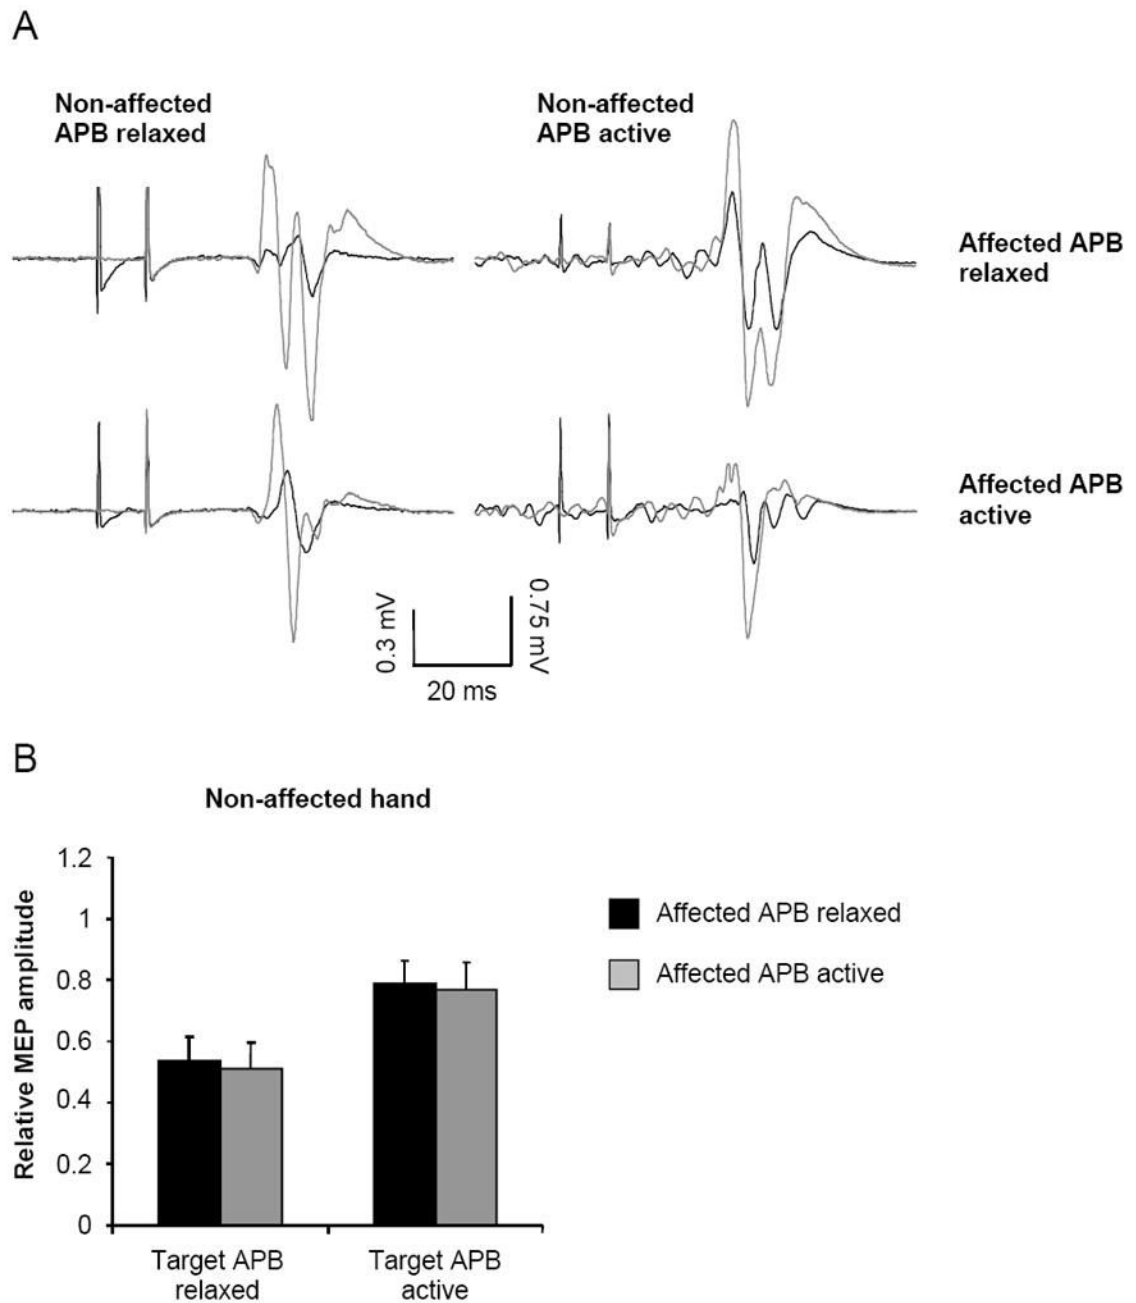 A
Non-affected
APB relaxed
Non-affected
APB active
Affected APB
relaxed
Affected APB
active
0.3 mV
0.75 mV
20 ms
B
Non-affected hand
Relative MEP amplitude
1.2
1
0.8
0.6
0.4
0.2
0
Target APB
relaxed
Target APB
active
Affected APB relaxed
Affected APB active